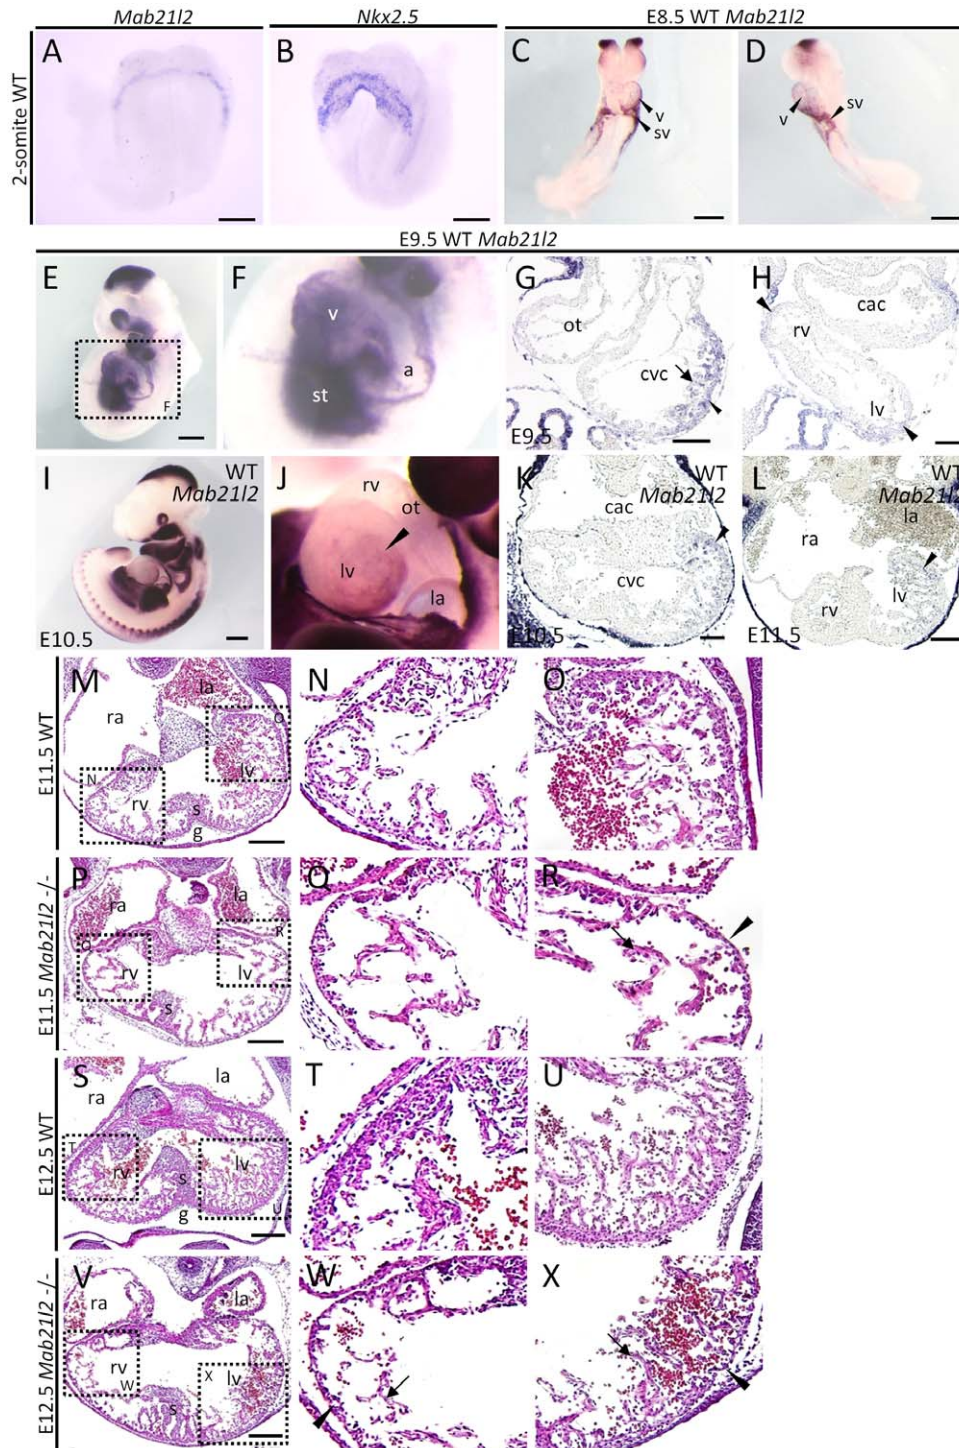 Mab21l2 Nkx2.5 E8.5 WT Mab21l2
2-somite WT
A B C D
v sv v sv
E9.5 WT Mab21l2
E F G H
F v a st
ot cvc E9.5
cac rv lv
I WT Mab21l2 E10.5
J rv ot lv la
K WT Mab21l2 cac cvc E10.5
L WT Mab21l2 la ra rv lv E11.5
E11.5 WT
M la ra O lv N rv s g
N O
E11.5 Mab21l2 -/-
P ra la R Q rv lv s
Q R
E12.5 WT
S la ra T rv lv s g U
T U
E12.5 Mab21l2 -/-
V ra la rv W X lv s
W X